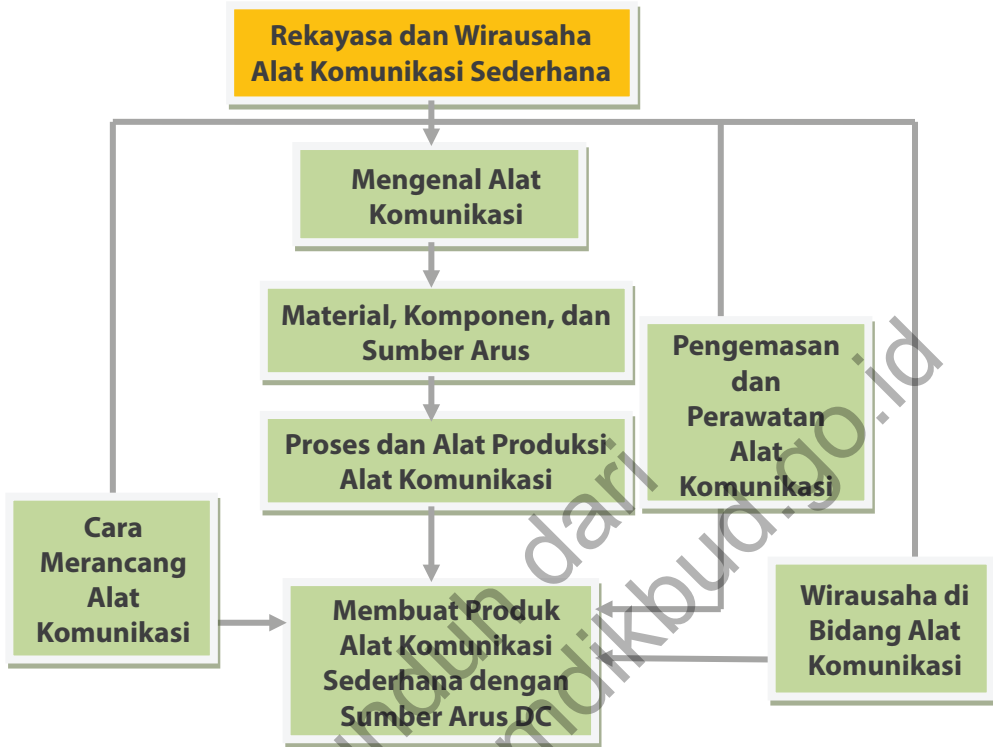 Rekayasa dan Wirausaha
Alat Komunikasi Sederhana
Mengenal Alat
Komunikasi
Material, Komponen, dan
Sumber Arus
Proses dan Alat Produksi
Alat Komunikasi
Pengemasan
dan
Perawatan
Alat
Komunikasi
Cara
Merancang
Alat
Komunikasi
Membuat Produk
Alat Komunikasi
Sederhana dengan
Sumber Arus DC
Wirausaha di
Bidang Alat
Komunikasi
unduh dari
mdikbud.go.id